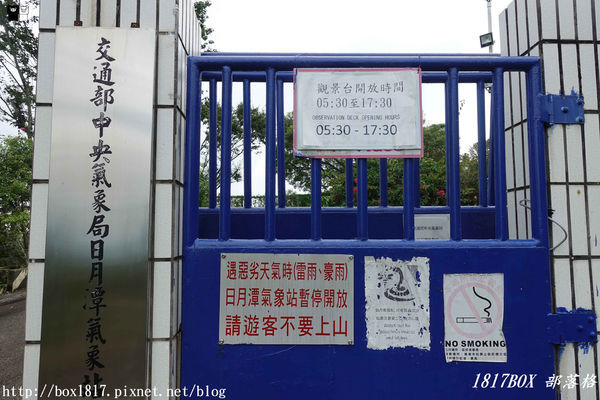 交通部中央氣象局日月潭氣象站
觀景台開放時間
05:30至17:30
OBSERVATION DECK OPENING HOURS
05:30 - 17:30
遇惡劣天氣時(雷雨、豪雨)
日月潭氣象站暫停開放
請遊客不要上山
NO SMOKING
http://box1817.pixnet.net/blog
1817BOX 部落格